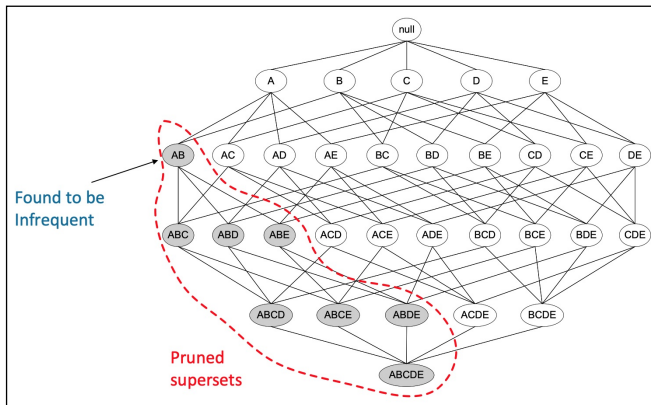 null
A B C D E
AB AC AD AE BC BD BE CD CE DE
Found to be
Infrequent
ABC ABD ABE ACD ACE ADE BCD BCE BDE CDE
ABCD ABCE ABDE ACDE BCDE
Pruned
supersets
ABCDE